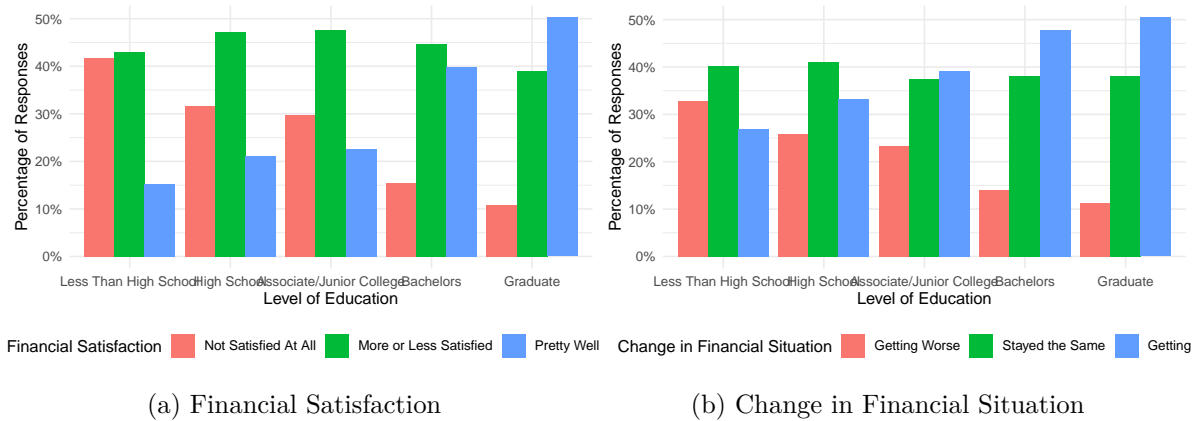 50%
40%
30%
20%
10%
0%
Percentage of Responses
Less Than High School High School Associate/Junior College Bachelors Graduate
Level of Education
Financial Satisfaction Not Satisfied At All More or Less Satisfied Pretty Well
(a) Financial Satisfaction
50%
40%
30%
20%
10%
0%
Percentage of Responses
Less Than High School High School Associate/Junior College Bachelors Graduate
Level of Education
Change in Financial Situation Getting Worse Stayed the Same Getting
(b) Change in Financial Situation